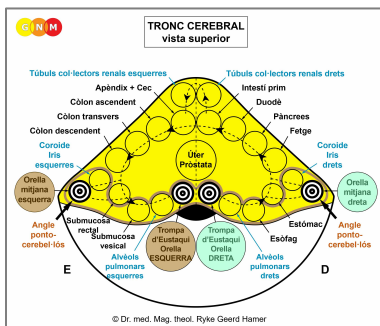 GNM
TRONC CEREBRAL
vista superior
Túbuls col·lectors renals esquerres
Túbuls col·lectors renals drets
Apèndix + Cec
Intestí prim
Còlon ascendent
Duodè
Còlon transvers
Pàncrees
Còlon descendent
Fetge
Coroide
Iris
esquerres
Coroide
Iris
drets
Úter
Pròstata
Orella
mitjana
esquerra
Orella
mitjana
dreta
Angle
ponto-
cerebel·lós
Submucosa
rectal
Submucosa
vesical
Trompa
d'Eustaqui
Orella
ESQUERRA
Trompa
d'Eustaqui
Orella
DRETA
Estómac
Esòfag
Angle
ponto-
cerebel·lós
Alvèols
pulmonars
esquerres
Alvèols
pulmonars
drets
E
D
© Dr. med. Mag. theol. Ryke Geerd Hamer